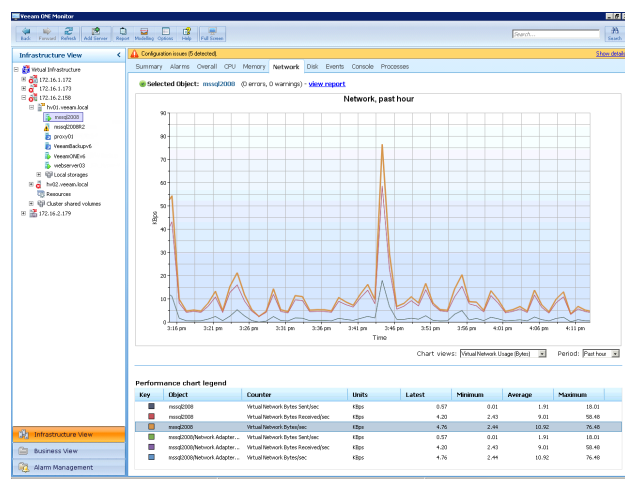 Veeam ONE Monitor
Back Forward Refresh Add Server Report Modelling Options Help Full Screen Search... Search
Infrastructure View
Configuration issues (5 detected). Show details
Summary Alarms Overall CPU Memory Network Disk Events Console Processes
Virtual Infrastructure
172.16.1.172
172.16.1.173
172.16.2.158
hv01.veeam.local
mssql2008
mssql2008R2
proxy01
VeeamBackupv6
VeeamONEv6
webserver03
Local storages
hv02.veeam.local
Resources
Cluster shared volumes
172.16.2.179
Selected Object: mssql2008 (0 errors, 0 warnings) - view report
Network, past hour
90
80
70
60
50
40
30
20
10
0
KBps
3:16 pm 3:21 pm 3:26 pm 3:31 pm 3:36 pm 3:41 pm 3:46 pm 3:51 pm 3:56 pm 4:01 pm 4:06 pm 4:11 pm
Time
Chart views: Virtual Network Usage (Bytes) Period: Past hour
Performance chart legend
Key Object Counter Units Latest Minimum Average Maximum
mssql2008 Virtual Network Bytes Sent/sec KBps 0.57 0.01 1.91 18.01
mssql2008 Virtual Network Bytes Received/sec KBps 4.20 2.43 9.01 58.48
mssql2008 Virtual Network Bytes/sec KBps 4.76 2.44 10.92 76.48
mssql2008/Network Adapter... Virtual Network Bytes Sent/sec KBps 0.57 0.01 1.91 18.01
mssql2008/Network Adapter... Virtual Network Bytes Received/sec KBps 4.20 2.43 9.01 58.48
mssql2008/Network Adapter... Virtual Network Bytes/sec KBps 4.76 2.44 10.92 76.48
Infrastructure View
Business View
Alarm Management